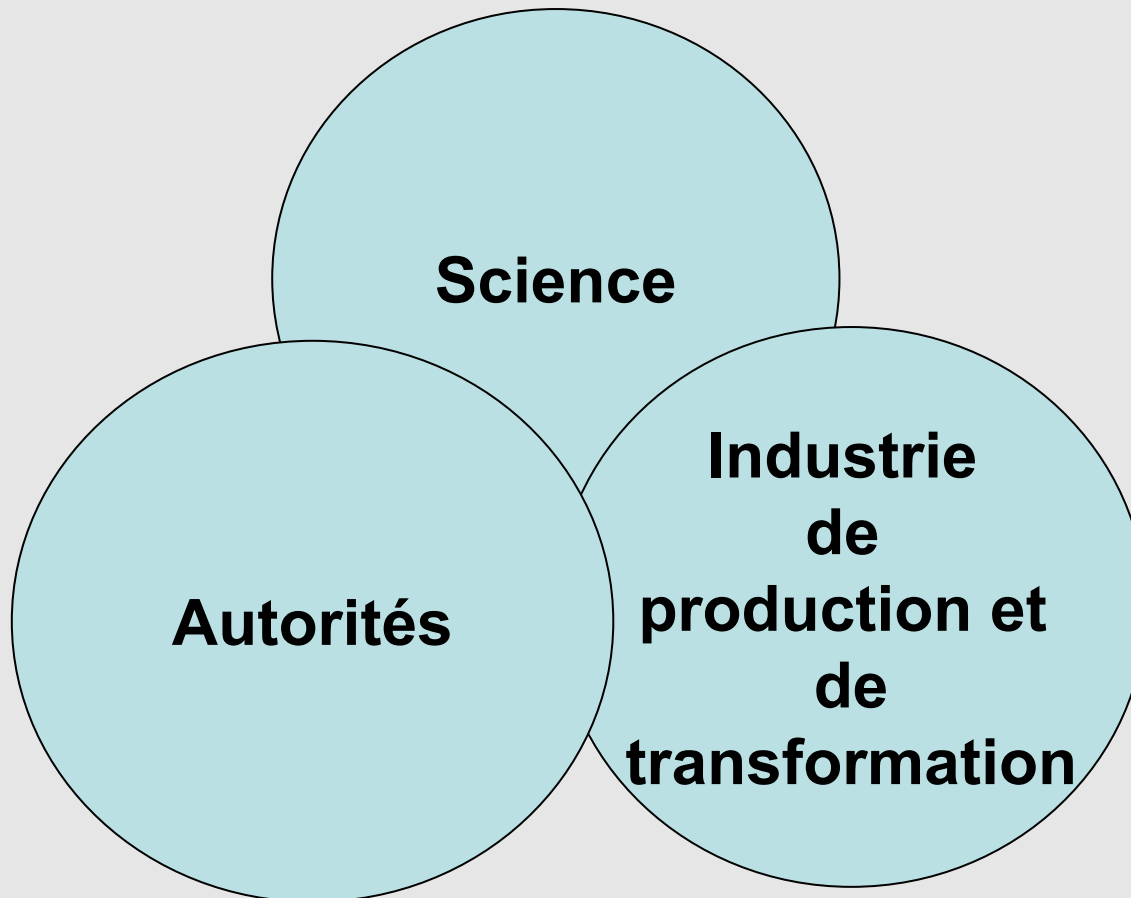 Science
Industrie
de
production et
de
transformation
Autorités